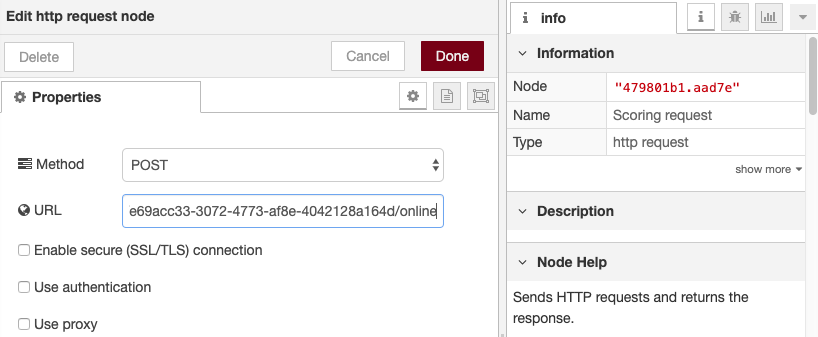 Edit http request node
Delete
Cancel
Done
Properties
Method
POST
URL
e69acc33-3072-4773-af8e-4042128a164d/online
Enable secure (SSL/TLS) connection
Use authentication
Use proxy
i info
i
Information
Node "479801b1.aad7e"
Name Scoring request
Type http request
show more
Description
Node Help
Sends HTTP requests and returns the
response.